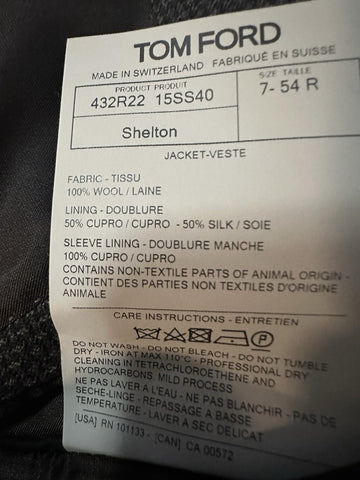 TOM FORD
MADE IN SWITZERLAND FABRIQUÉ EN SUISSE
PRODUCT PRODUIT
432R22 15SS40
SIZE TAILLE
7- 54 R
Shelton
JACKET-VESTE
FABRIC - TISSU
100% WOOL / LAINE
LINING - DOUBLURE
50% CUPRO / CUPRO - 50% SILK / SOIE
SLEEVE LINING - DOUBLURE MANCHE
100% CUPRO / CUPRO
CONTAINS NON-TEXTILE PARTS OF ANIMAL ORIGIN -
CONTIENT DES PARTIES NON TEXTILES D'ORIGINE
ANIMALE
CARE INSTRUCTIONS - ENTRETIEN
DO NOT WASH - DO NOT BLEACH - DO NOT TUMBLE
DRY - IRON AT MAX 110°C - PROFESSIONAL DRY
CLEANING IN TETRACHLOROETHENE AND
HYDROCARBONS. MILD PROCESS
NE PAS LAVER A L'EAU - NE PAS BLANCHIR - PAS DE
SECHE-LINGE - REPASSAGE A BASSE
TEMPERATURE - LAVER A SEC DELICAT
[USA] RN 101133 - [CAN] CA 00572